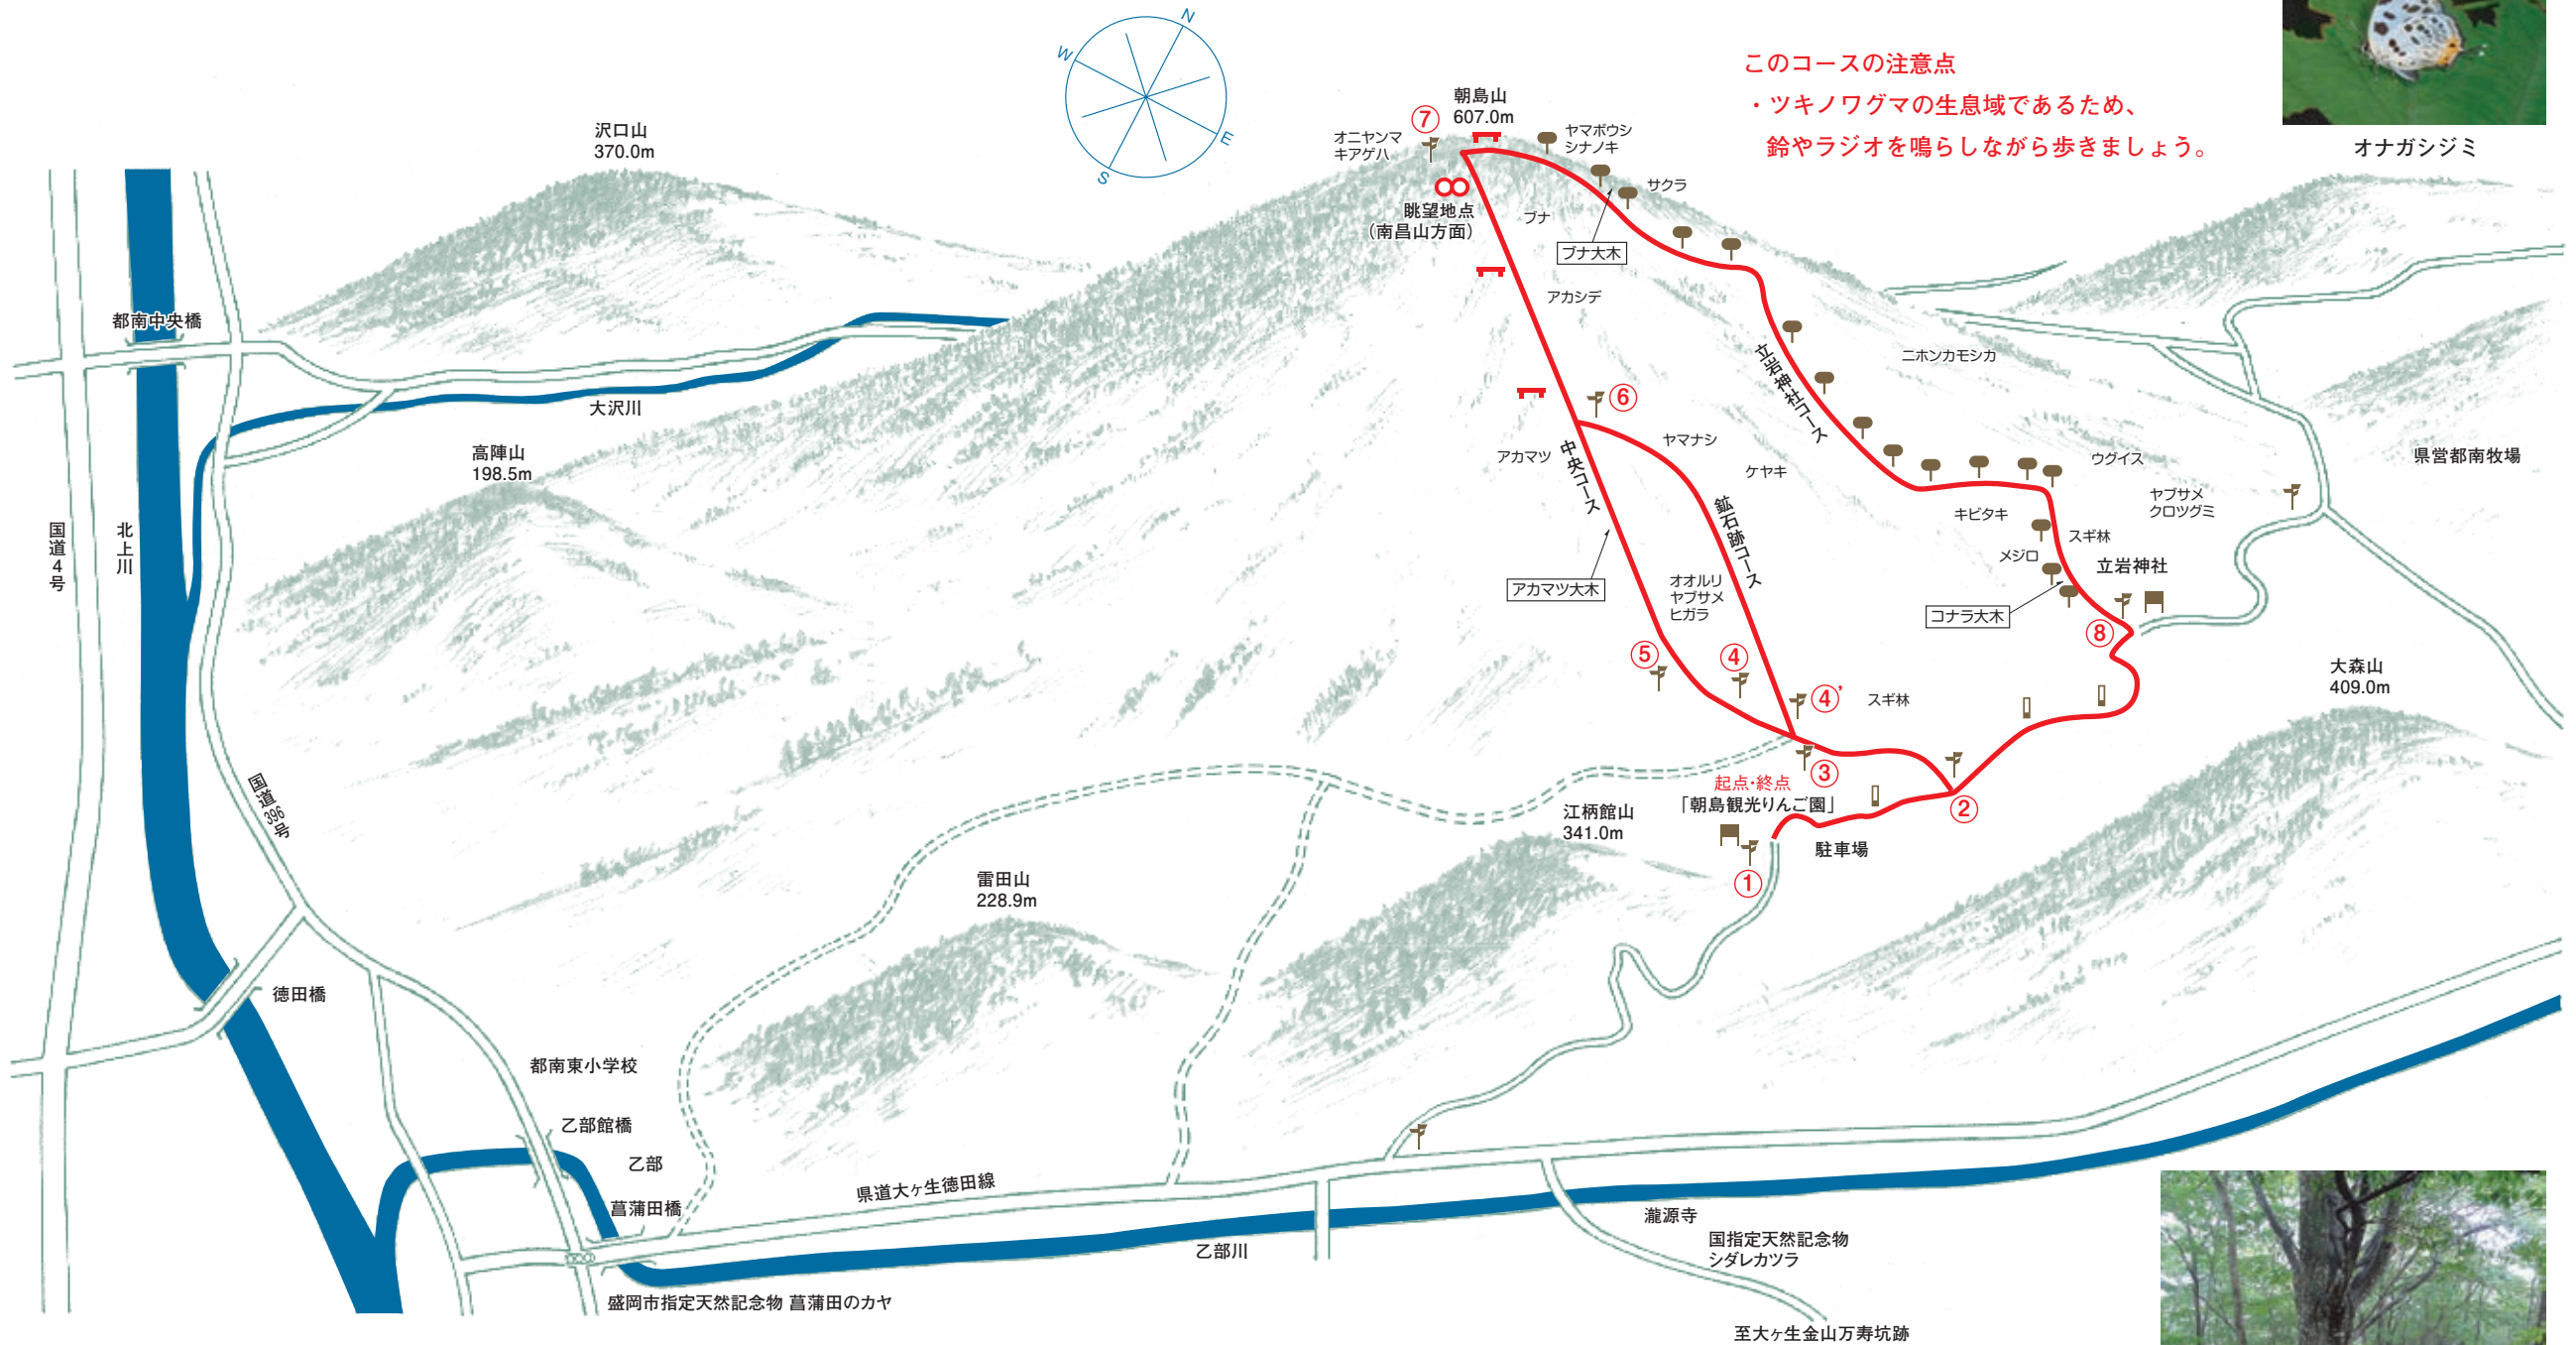 このコースの注意点
・ツキノワグマの生息域であるため、
鈴やラジオを鳴らしながら歩きましょう。
オナガシジミ
N
W
E
S
沢口山
370.0m
朝島山
607.0m
⑦
オニヤンマ
キアゲハ
ヤマボウシ
シナノキ
サクラ
眺望地点
(南昌山方面)
ブナ
ブナ大木
アカシデ
都南中央橋
大沢川
立岩神社コース
ニホンカモシカ
⑥
ヤマナシ
ケヤキ
アカマツ
中央コース
鉱石跡コース
高陣山
198.5m
国道4号
北上川
ウグイス
ヤブサメ
クロツグミ
県営都南牧場
キビタキ
スギ林
メジロ
立岩神社
コナラ大木
⑧
アカマツ大木
オオルリ
ヤブサメ
ヒガラ
⑤
④
④’
スギ林
大森山
409.0m
③
起点・終点
「朝島観光りんご園」
②
駐車場
①
江柄館山
341.0m
国道396号
雷田山
228.9m
徳田橋
都南東小学校
乙部館橋
乙部
菖蒲田橋
県道大ヶ生徳田線
乙部川
瀧源寺
国指定天然記念物
シダレカツラ
盛岡市指定天然記念物 菖蒲田のカヤ
至大ヶ生金山万寿坑跡